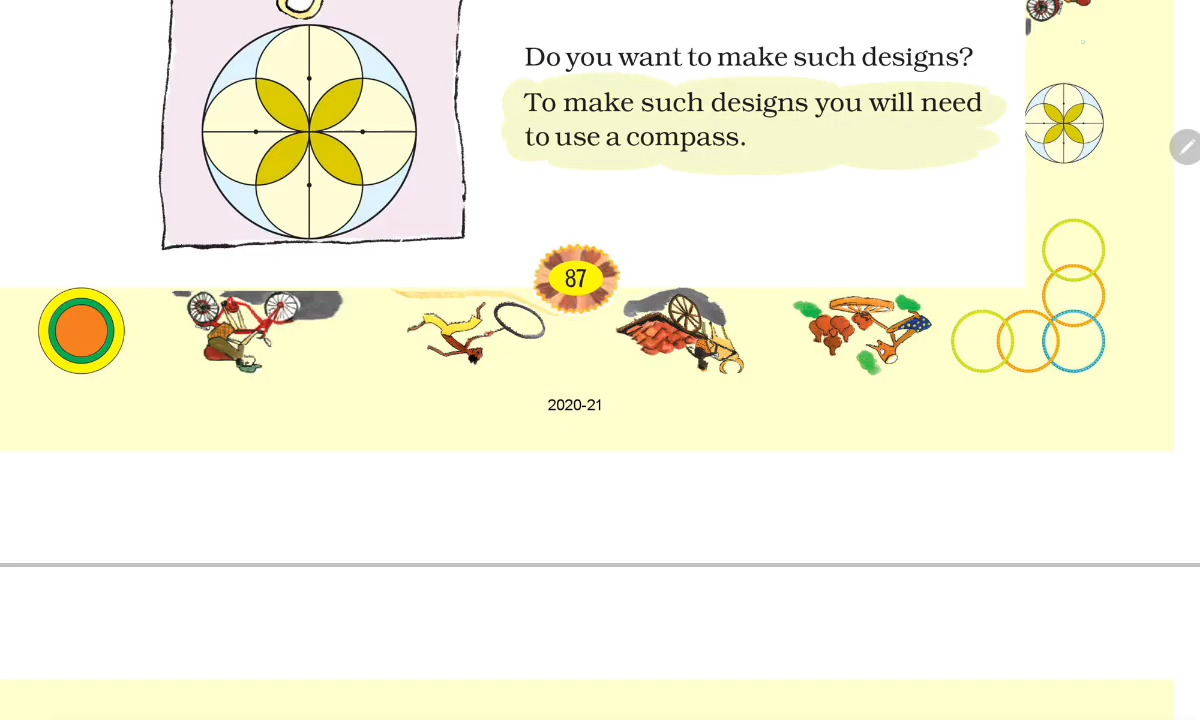 Do you want to make such designs?
To make such designs you will need
to use a compass.
87
2020-21